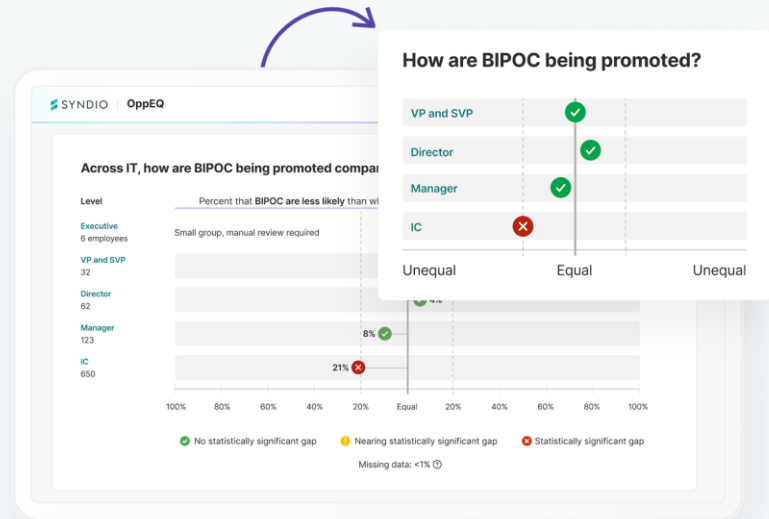 How are BIPOC being promoted?
VP and SVP
Director
Manager
IC
Unequal Equal Unequal
SYNDIO OppEQ
Across IT, how are BIPOC being promoted
Level Percent that BIPOC are less likely than
Executive
6 employees Small group, manual review required
VP and SVP
32
Director
62 4%
Manager
123 8%
IC
650 21%
100% 80% 60% 40% 20% Equal 20% 40% 60% 80% 100%
No statistically significant gap Nearing statistically significant gap Statistically significant gap
Missing data: <1%